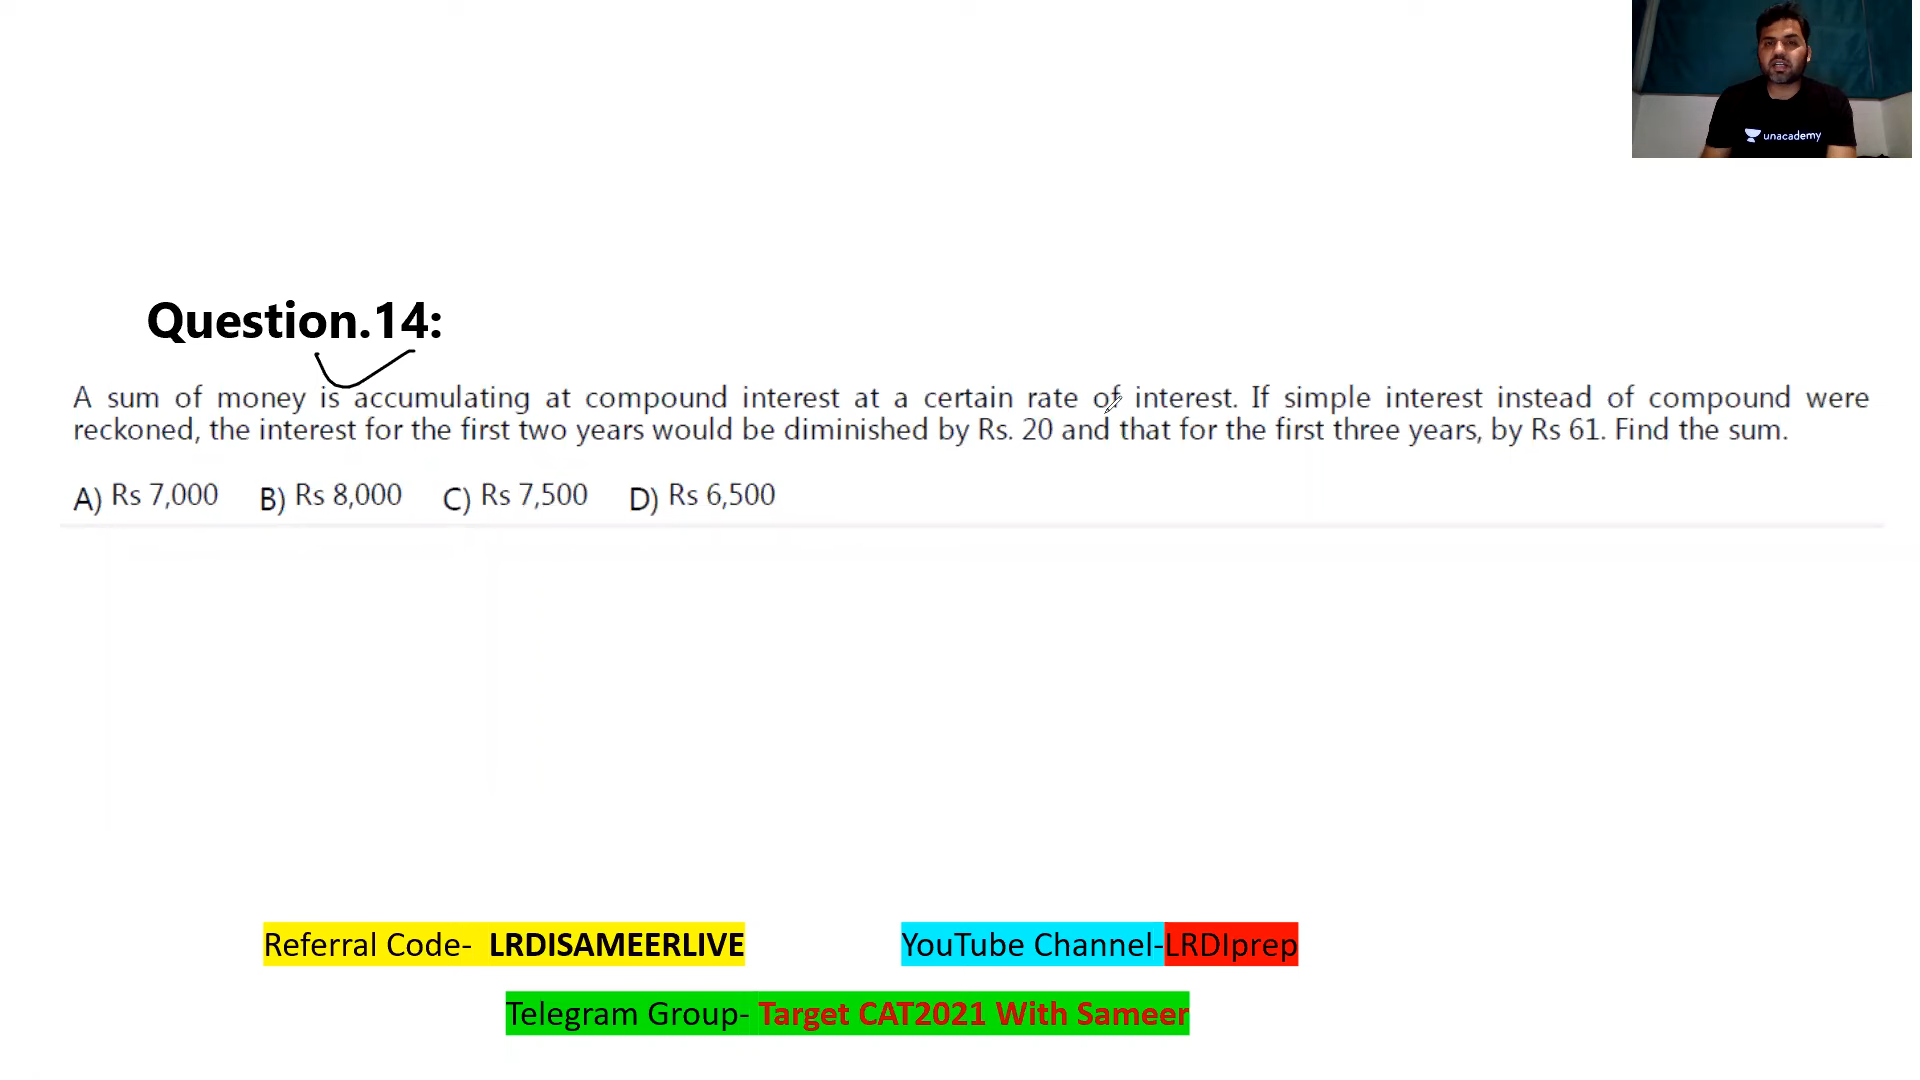 unacademy
Question.14:
A sum of money is accumulating at compound interest at a certain rate of interest. If simple interest instead of compound were
reckoned, the interest for the first two years would be diminished by Rs. 20 and that for the first three years, by Rs 61. Find the sum.
A) Rs 7,000 B) Rs 8,000 C) Rs 7,500 D) Rs 6,500
Referral Code- LRDISAMEERLIVE YouTube Channel-LRDIprep
Telegram Group- Target CAT2021 With Sameer